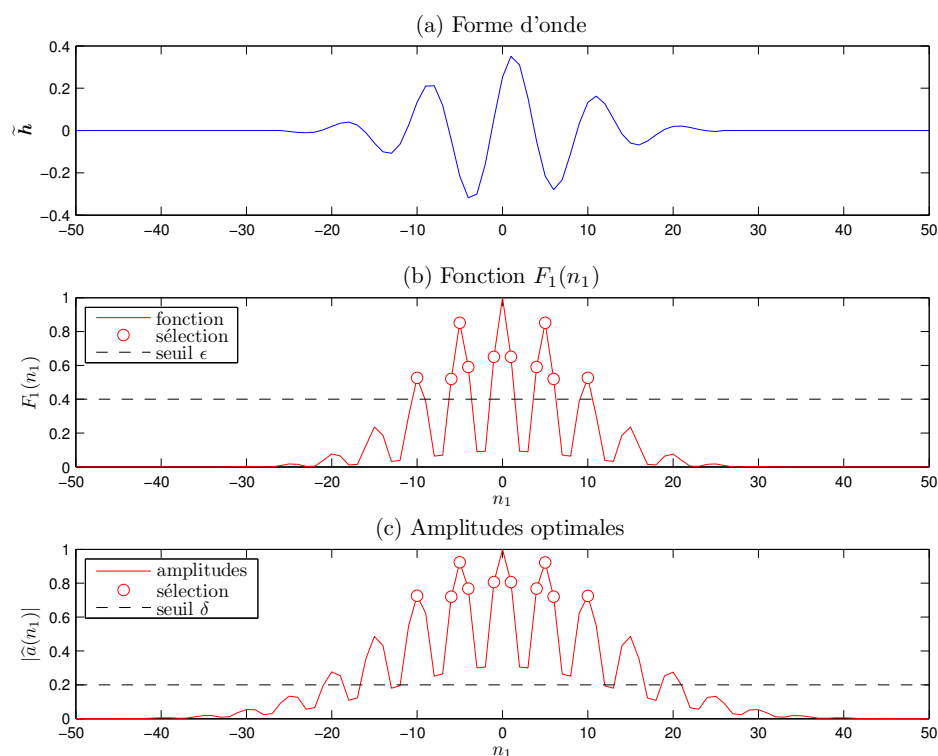 (a) Forme d'onde
0.4
0.2
0
−0.2
−0.4
h̃
−50 −40 −30 −20 −10 0 10 20 30 40 50
(b) Fonction F₁(n₁)
1
0.8
0.6
0.4
0.2
0
F₁(n₁)
fonction
sélection
seuil ϵ
−50 −40 −30 −20 −10 0 10 20 30 40 50
n₁
(c) Amplitudes optimales
1
0.8
0.6
0.4
0.2
0
|â(n₁)|
amplitudes
sélection
seuil δ
−50 −40 −30 −20 −10 0 10 20 30 40 50
n₁